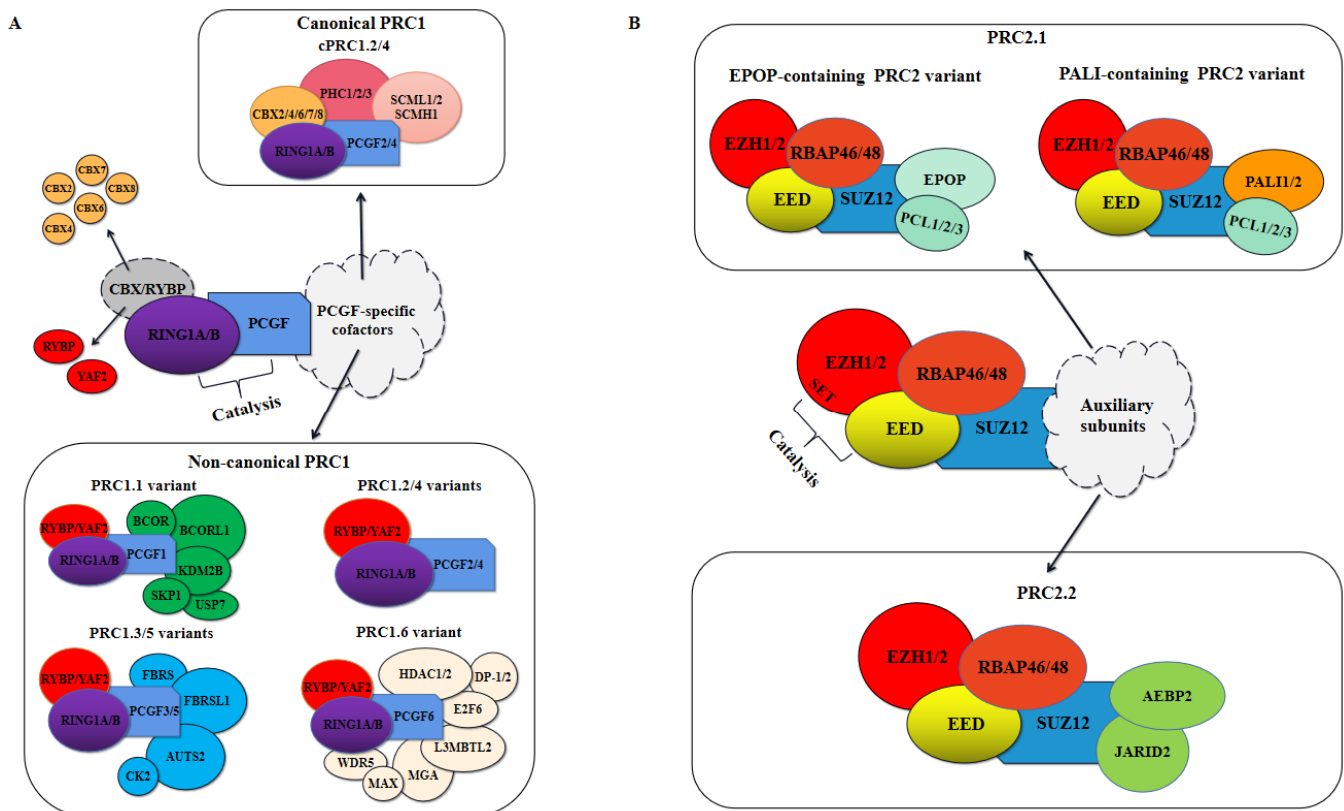 A
Canonical PRC1
cPRC1.2/4
PHC1/2/3
CBX2/4/6/7/8
SCML1/2
SCMH1
RING1A/B
PCGF2/4
CBX7
CBX2
CBX8
CBX6
CBX4
CBX/RYBP
RING1A/B
PCGF
PCGF-specific
cofactors
RYBP
YAF2
Catalysis
Non-canonical PRC1
PRC1.1 variant
RYBP/YAF2
BCOR
BCORL1
RING1A/B
PCGF1
KDM2B
SKP1
USP7
PRC1.2/4 variants
RYBP/YAF2
RING1A/B
PCGF2/4
PRC1.3/5 variants
RYBP/YAF2
FBRS
FBRSL1
RING1A/B
PCGF3/5
AUTS2
CK2
PRC1.6 variant
RYBP/YAF2
HDAC1/2
DP-1/2
RING1A/B
PCGF6
E2F6
L3MBTL2
WDR5
MAX
MGA
B
PRC2.1
EPOP-containing PRC2 variant
EZH1/2
RBAP46/48
EED
SUZ12
EPOP
PCL1/2/3
PALI-containing PRC2 variant
EZH1/2
RBAP46/48
EED
SUZ12
PALI1/2
PCL1/2/3
EZH1/2
SET
RBAP46/48
EED
SUZ12
Auxiliary
subunits
Catalysis
PRC2.2
EZH1/2
RBAP46/48
EED
SUZ12
AEBP2
JARID2